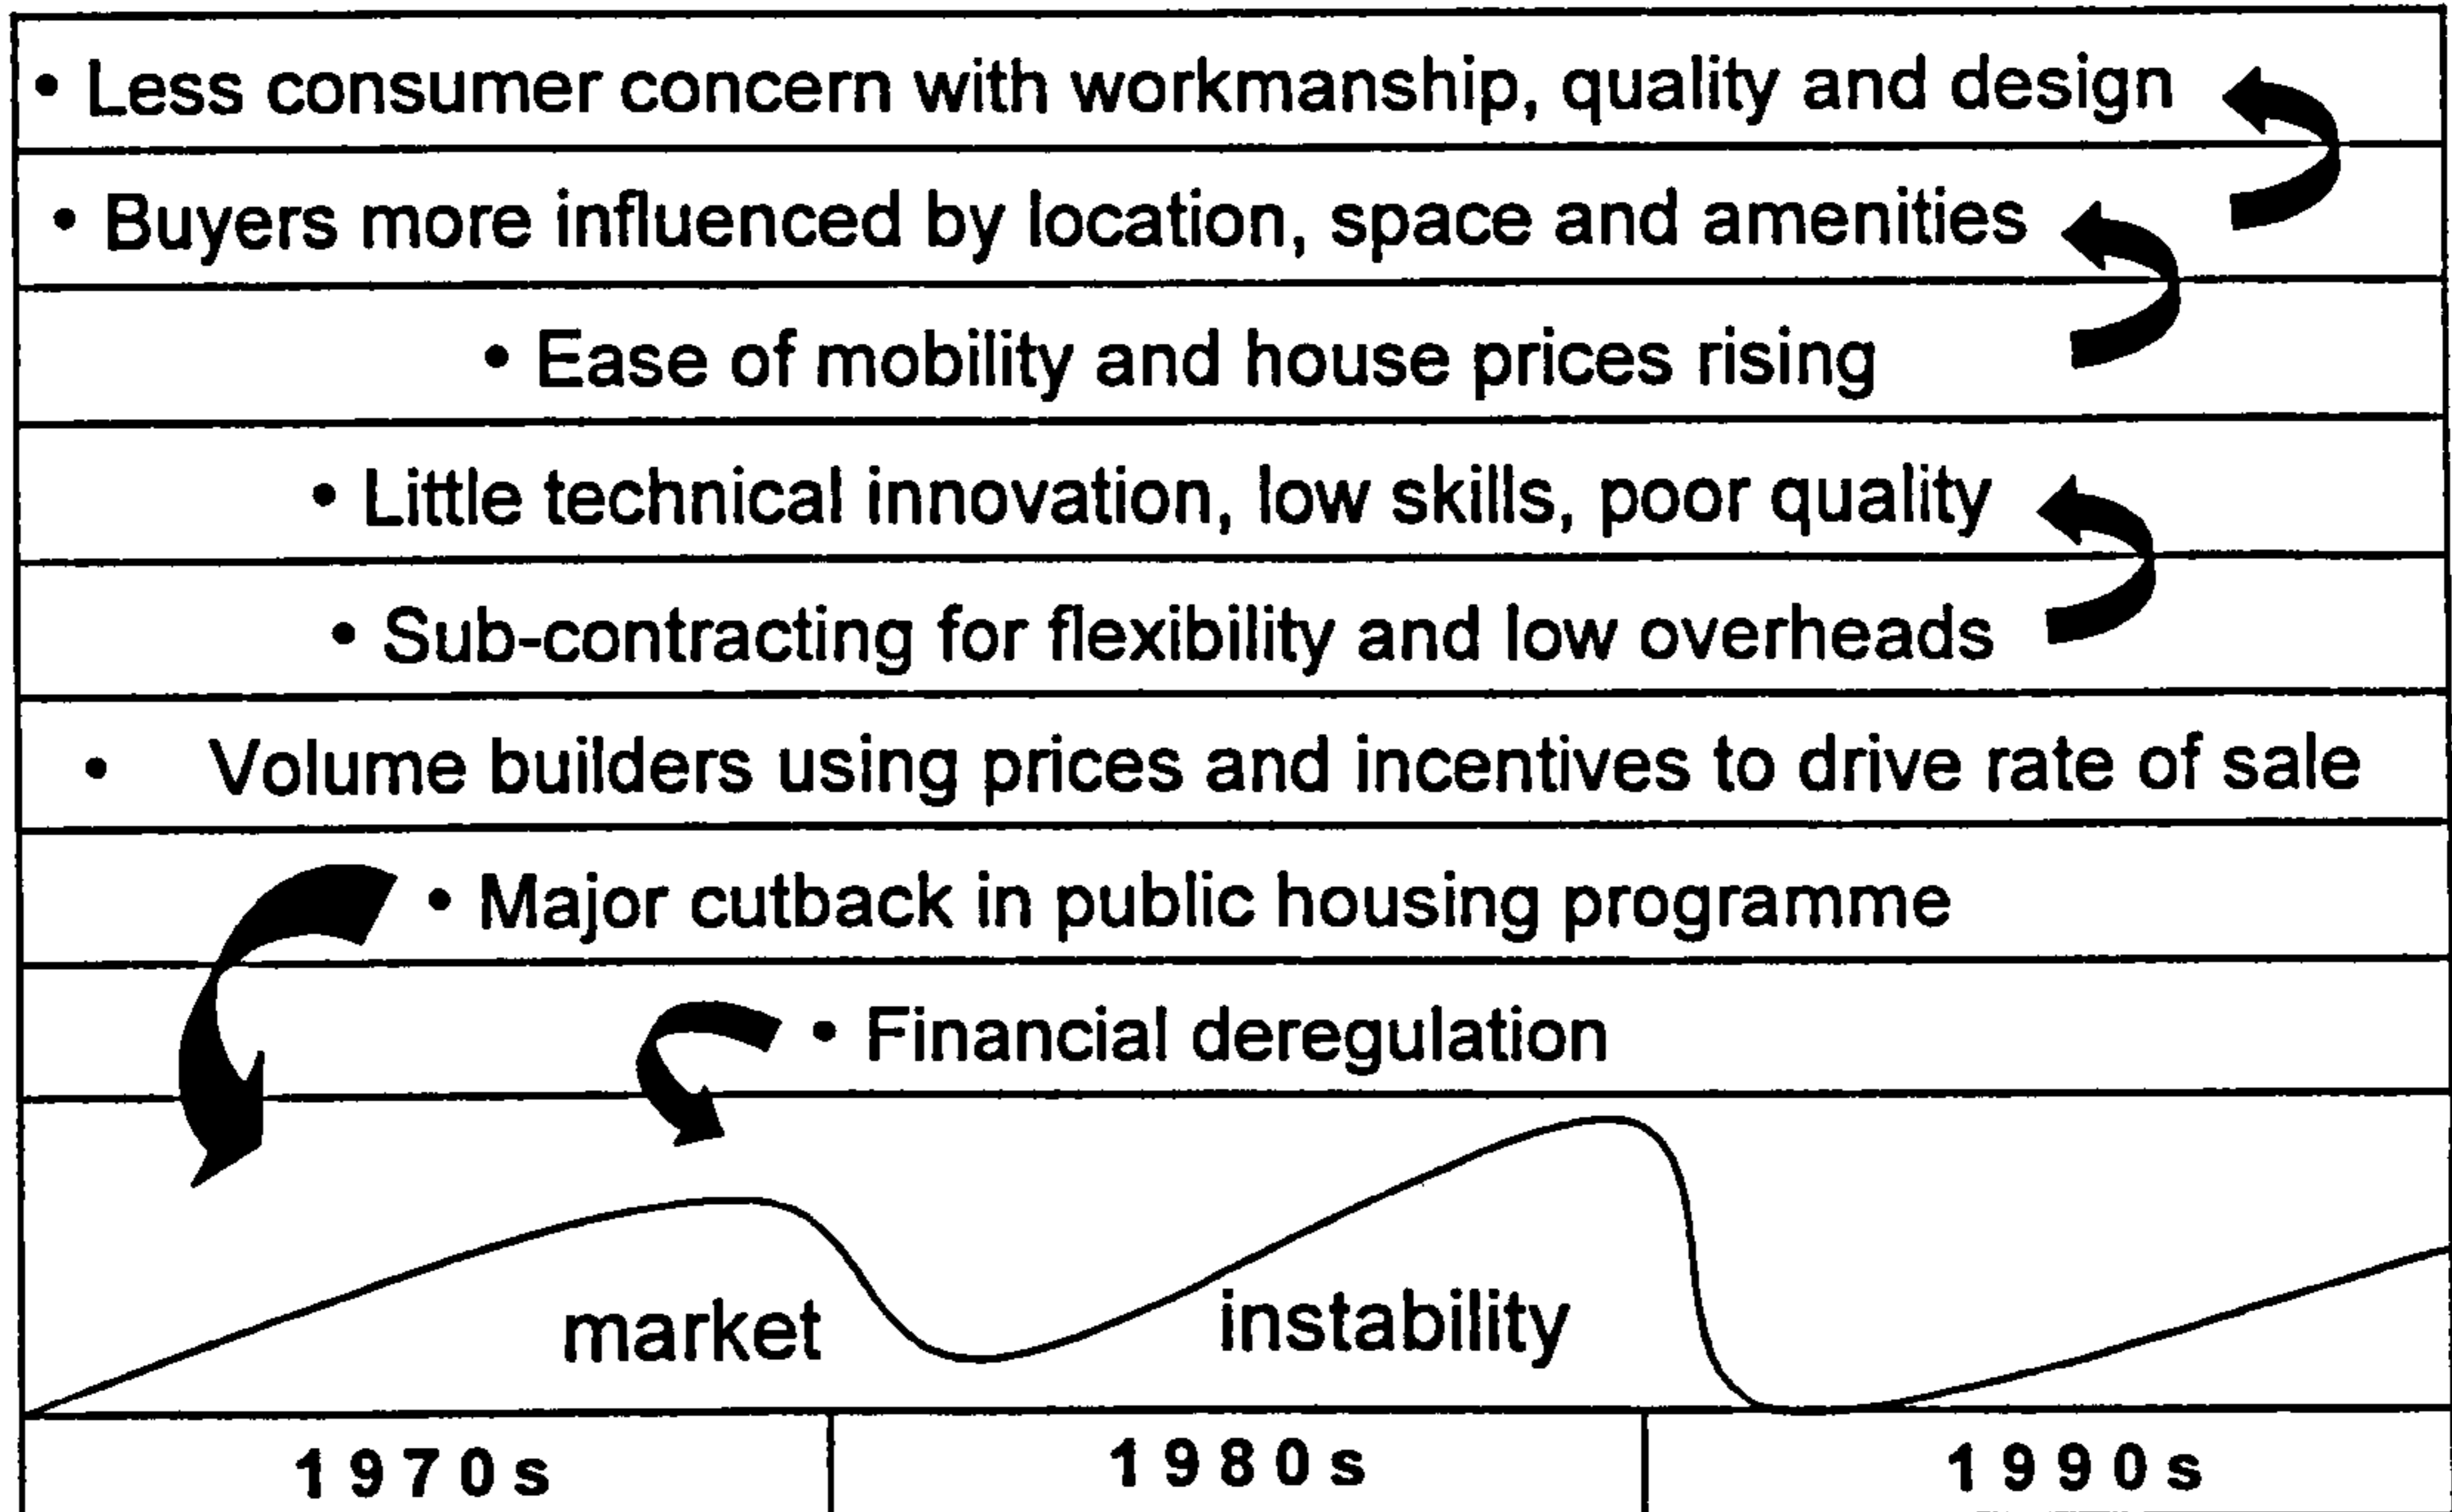 • Less consumer concern with workmanship, quality and design
• Buyers more influenced by location, space and amenities
• Ease of mobility and house prices rising
• Little technical innovation, low skills, poor quality
• Sub-contracting for flexibility and low overheads
• Volume builders using prices and incentives to drive rate of sale
• Major cutback in public housing programme
• Financial deregulation
market instability
1970s 1980s 1990s